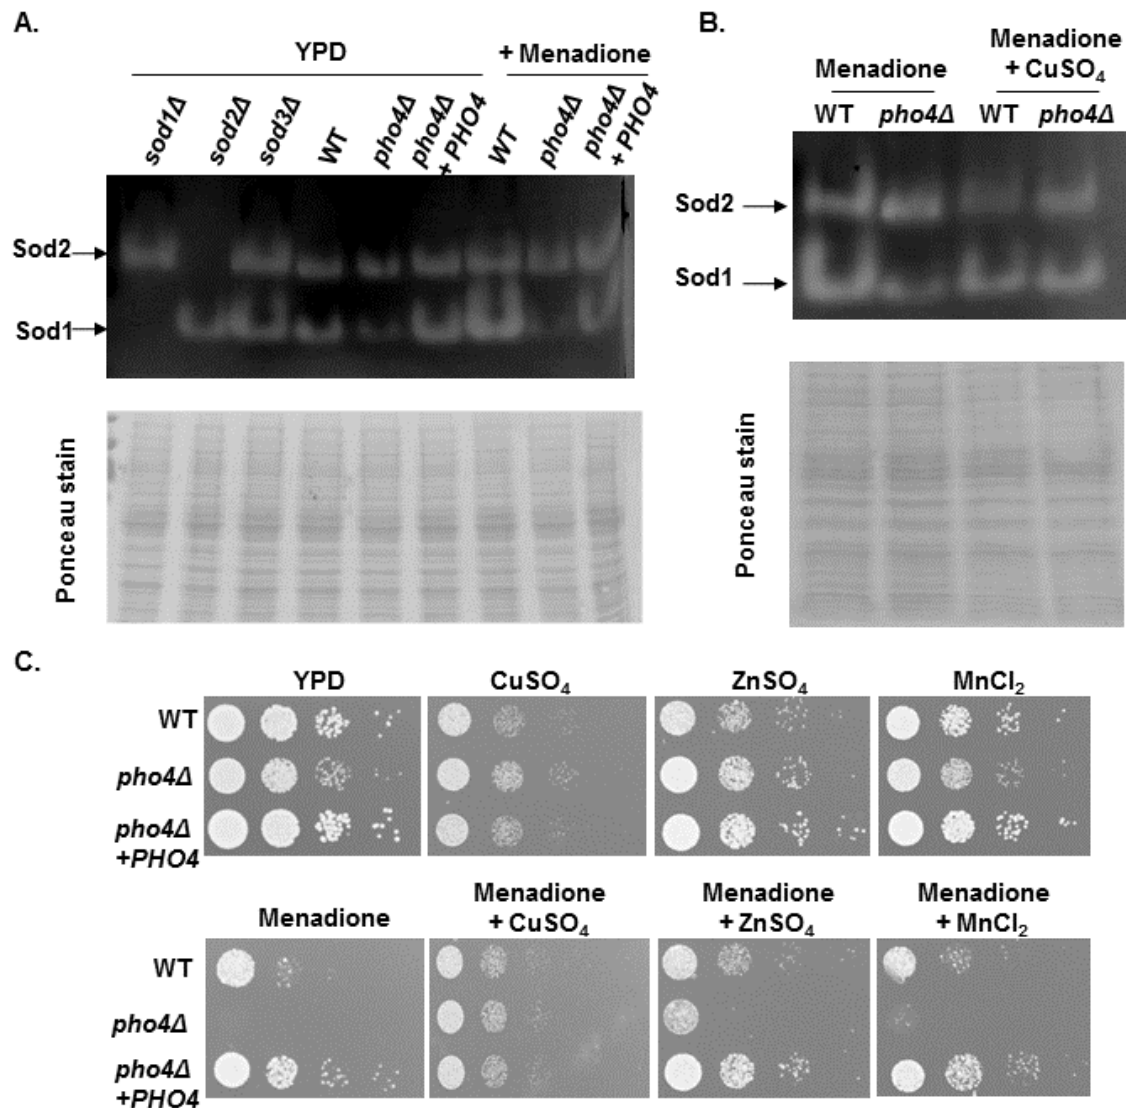 A.
YPD
+ Menadione
sod1Δ
sod2Δ
sod3Δ
WT
pho4Δ
pho4Δ
+ PHO4
WT
pho4Δ
pho4Δ
+ PHO4
Sod2
Sod1
Ponceau stain
B.
Menadione
Menadione
+ CuSO₄
WT
pho4Δ
WT
pho4Δ
Sod2
Sod1
Ponceau stain
C.
YPD
CuSO₄
ZnSO₄
MnCl₂
WT
pho4Δ
pho4Δ
+PHO4
Menadione
Menadione
+ CuSO₄
Menadione
+ ZnSO₄
Menadione
+ MnCl₂
WT
pho4Δ
pho4Δ
+PHO4